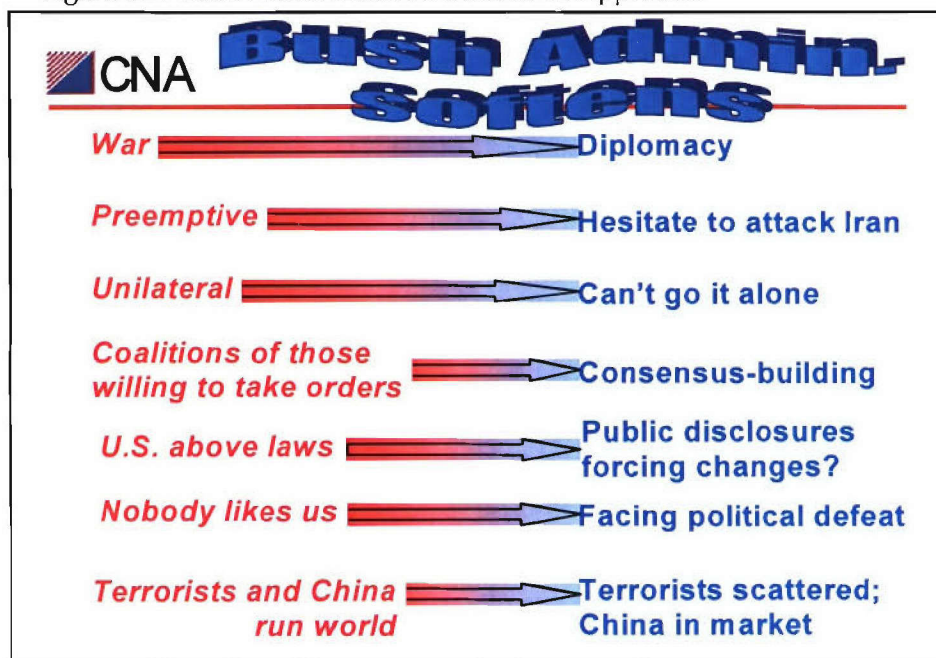 CNA
Bush Admin.-
Softens
War Diplomacy
Preemptive Hesitate to attack Iran
Unilateral Can't go it alone
Coalitions of those
willing to take orders Consensus-building
U.S. above laws Public disclosures
forcing changes?
Nobody likes us Facing political defeat
Terrorists and China
run world Terrorists scattered;
China in market